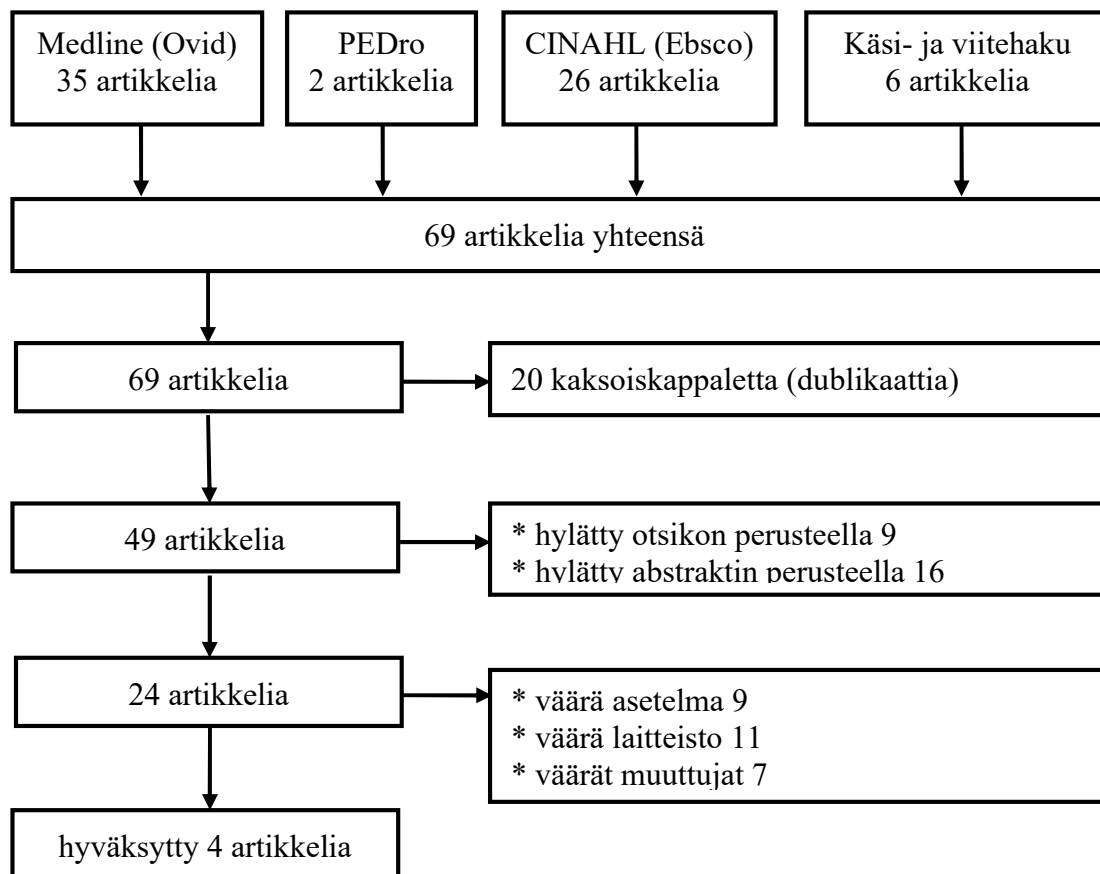 Medline (Ovid)
35 artikkelia
PEDro
2 artikkelia
CINAHL (Ebsco)
26 artikkelia
Käsi- ja viitehaku
6 artikkelia
69 artikkelia yhteensä
69 artikkelia
20 kaksoiskappaletta (dublikaattia)
49 artikkelia
* hylätty otsikon perusteella 9
* hylätty abstraktin perusteella 16
24 artikkelia
* väärä asetelma 9
* väärä laitteisto 11
* väärät muuttujat 7
hyväksytty 4 artikkelia